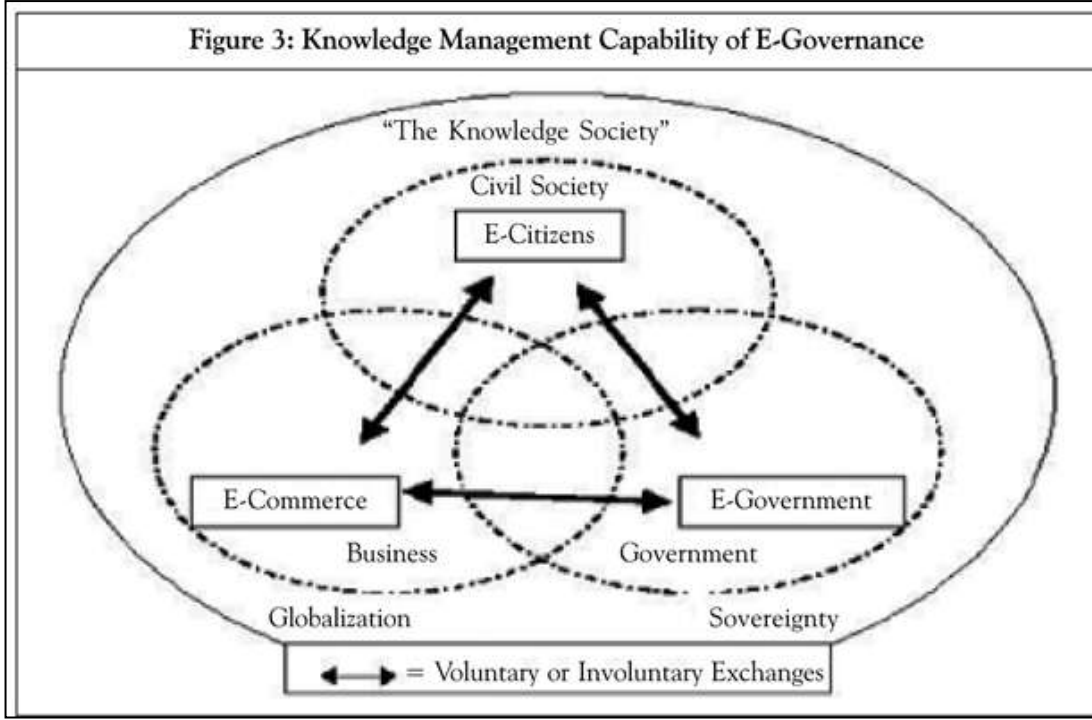 Figure 3: Knowledge Management Capability of E-Governance
“The Knowledge Society”
Civil Society
E-Citizens
E-Commerce
E-Government
Business
Government
Globalization
Sovereignty
= Voluntary or Involuntary Exchanges